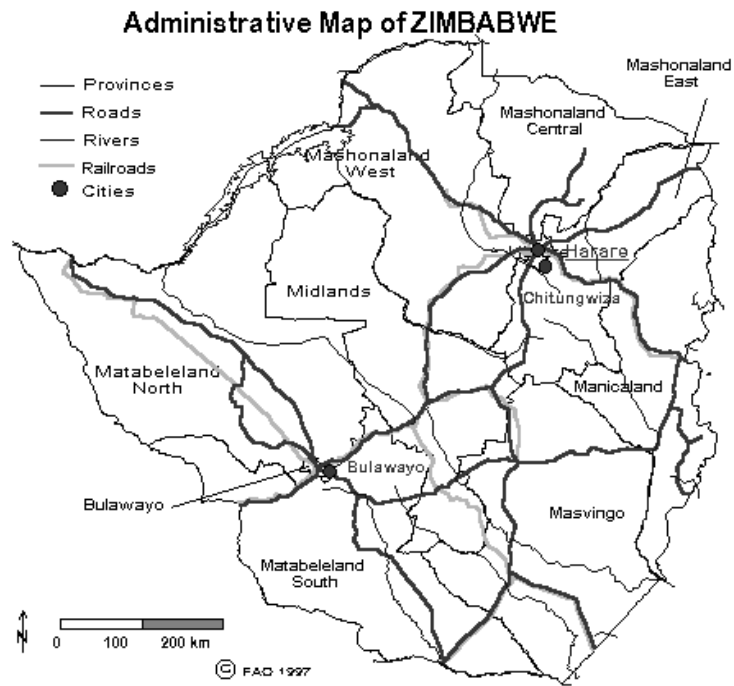 Administrative Map of ZIMBABWE
Provinces
Roads
Rivers
Railroads
Cities
Mashonaland
East
Mashonaland
Central
Mashonaland
West
Harare
Chitungwiza
Midlands
Matabeleland
North
Manicaland
Bulawayo
Bulawayo
Masvingo
Matabeleland
South
N
0 100 200 km
© FAO 1997